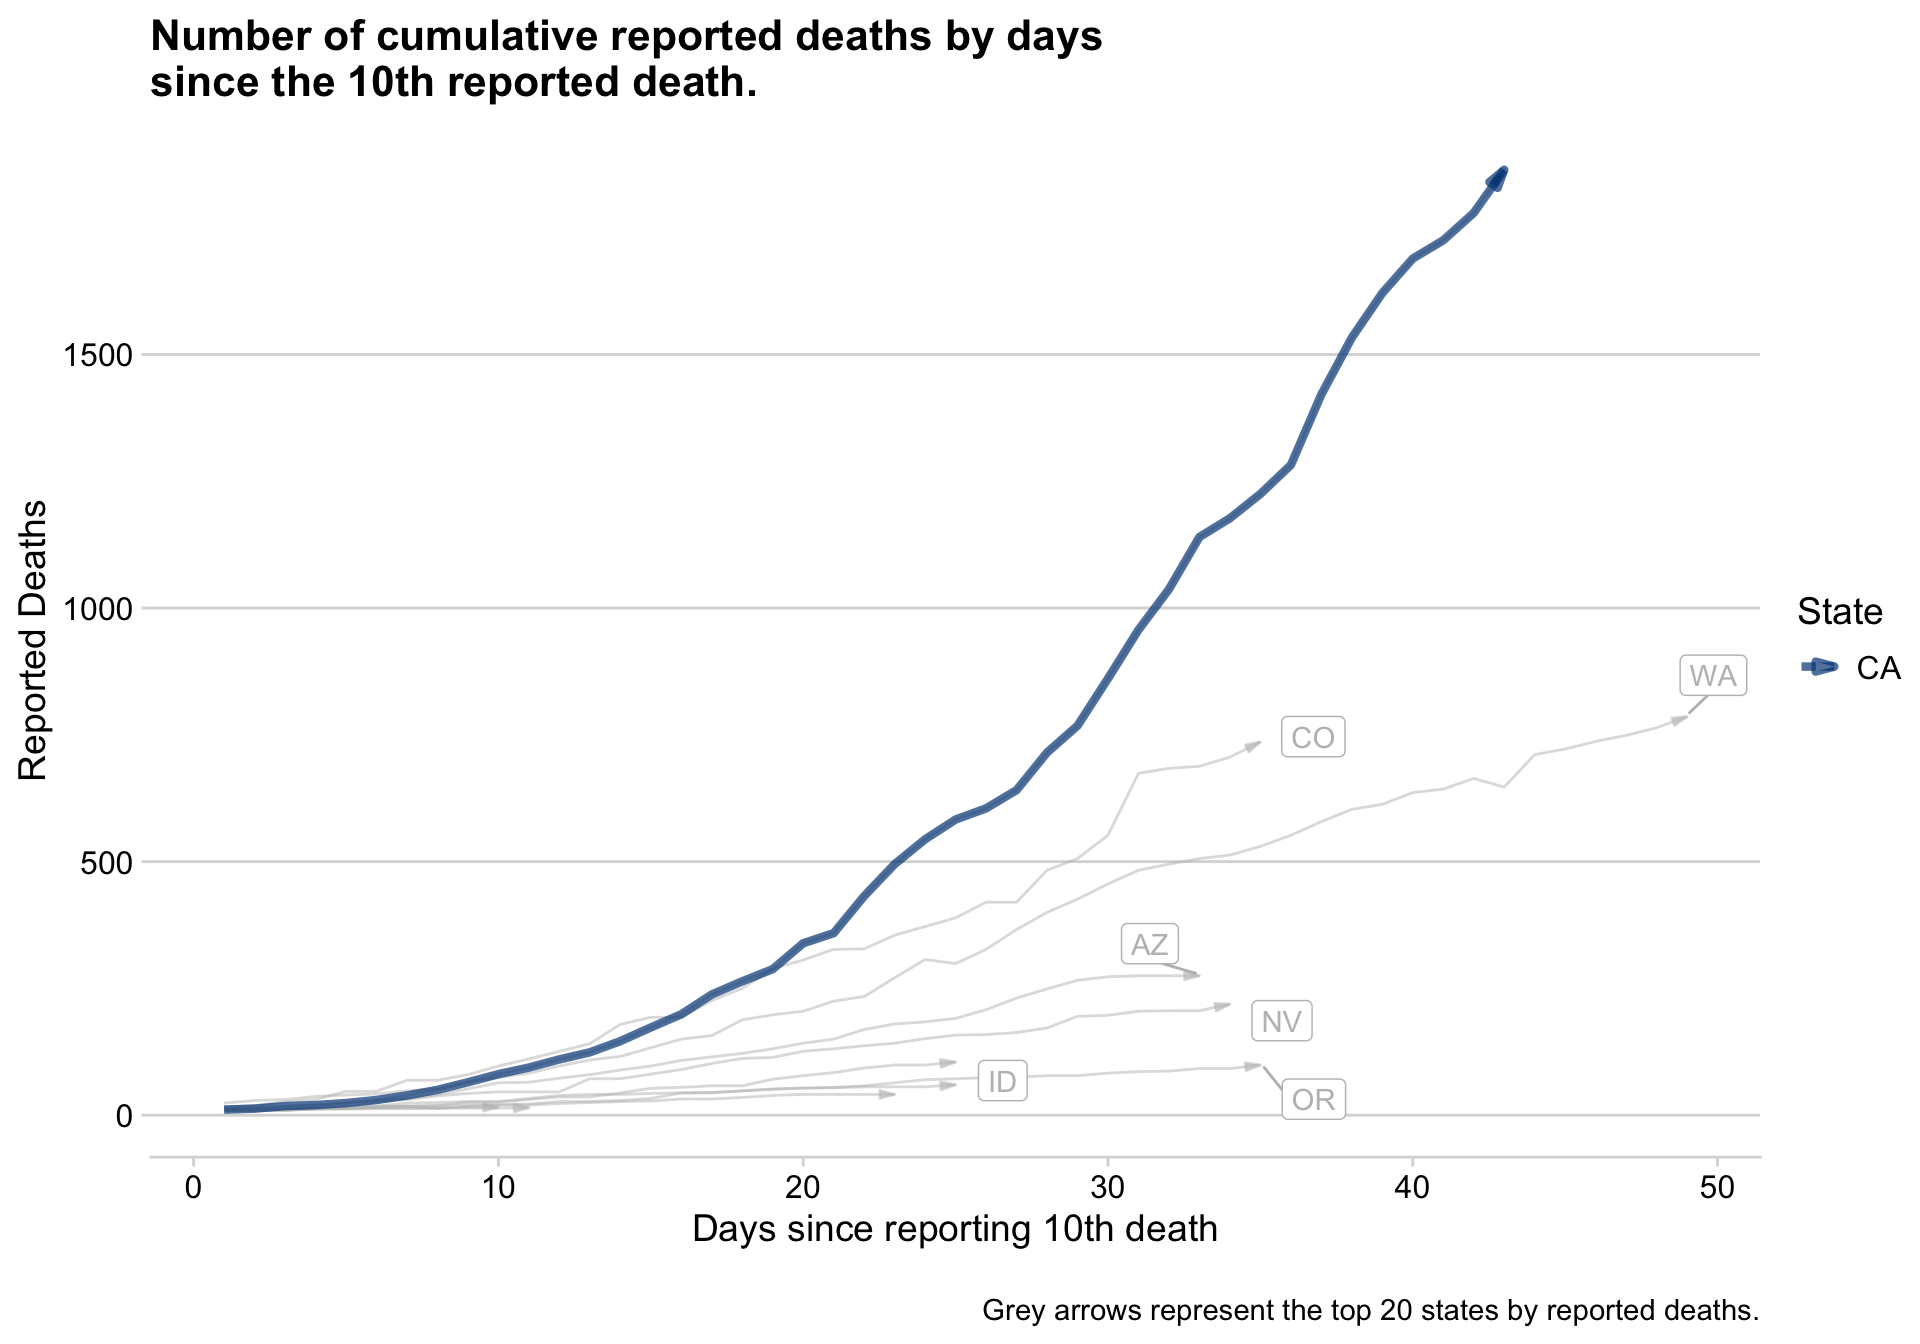 Number of cumulative reported deaths by days
since the 10th reported death.
1500
1000
500
0
Reported Deaths
WA
CO
AZ
NV
ID
OR
State
CA
0 10 20 30 40 50
Days since reporting 10th death
Grey arrows represent the top 20 states by reported deaths.